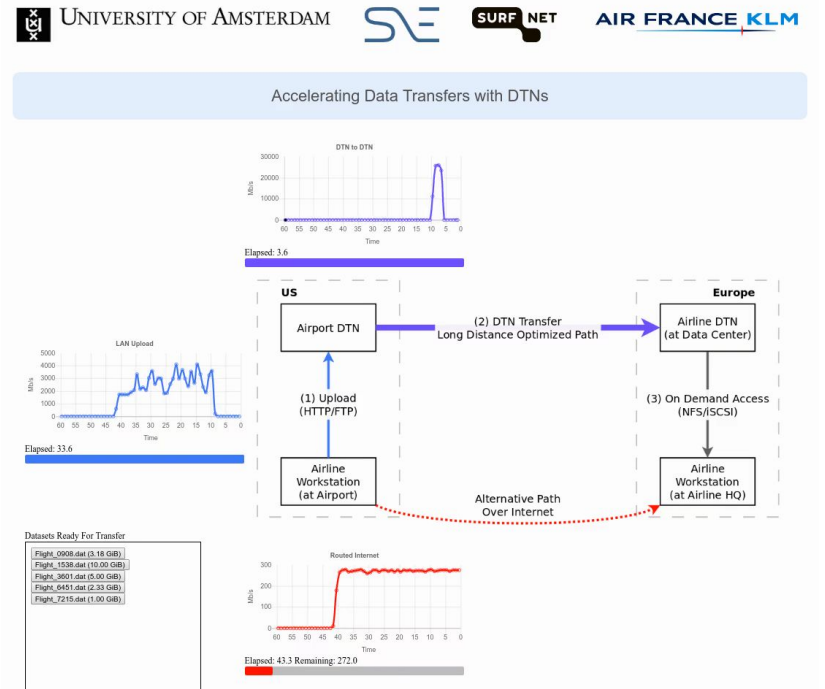 UNIVERSITY OF AMSTERDAM
SNE
SURF NET
AIR FRANCE KLM
Accelerating Data Transfers with DTNs
DTN to DTN
30000
20000
10000
0
Mb/s
60 55 50 45 40 35 30 25 20 15 10 5 0
Time
Elapsed: 3.6
US
Europe
Airport DTN
(2) DTN Transfer
Long Distance Optimized Path
Airline DTN
(at Data Center)
LAN Upload
5000
4000
3000
2000
1000
0
Mb/s
60 55 50 45 40 35 30 25 20 15 10 5 0
Time
Elapsed: 33.6
(1) Upload
(HTTP/FTP)
(3) On Demand Access
(NFS/iSCSI)
Airline
Workstation
(at Airport)
Alternative Path
Over Internet
Airline
Workstation
(at Airline HQ)
Datasets Ready For Transfer
Flight_0908.dat (3.18 GiB)
Flight_1538.dat (10.00 GiB)
Flight_3601.dat (5.00 GiB)
Flight_6451.dat (2.33 GiB)
Flight_7215.dat (1.00 GiB)
Routed Internet
300
200
100
0
Mb/s
60 55 50 45 40 35 30 25 20 15 10 5 0
Time
Elapsed: 43.3 Remaining: 272.0